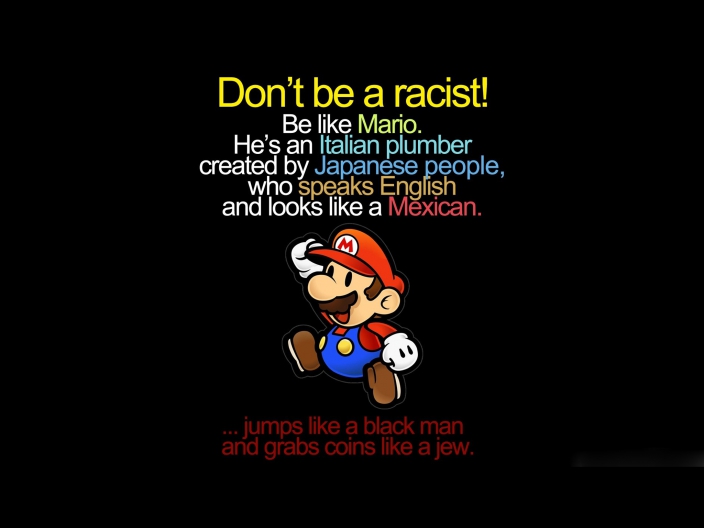 Don't be a racist!
Be like Mario.
He's an Italian plumber
created by Japanese people,
who speaks English
and looks like a Mexican.
M
... jumps like a black man
and grabs coins like a jew.